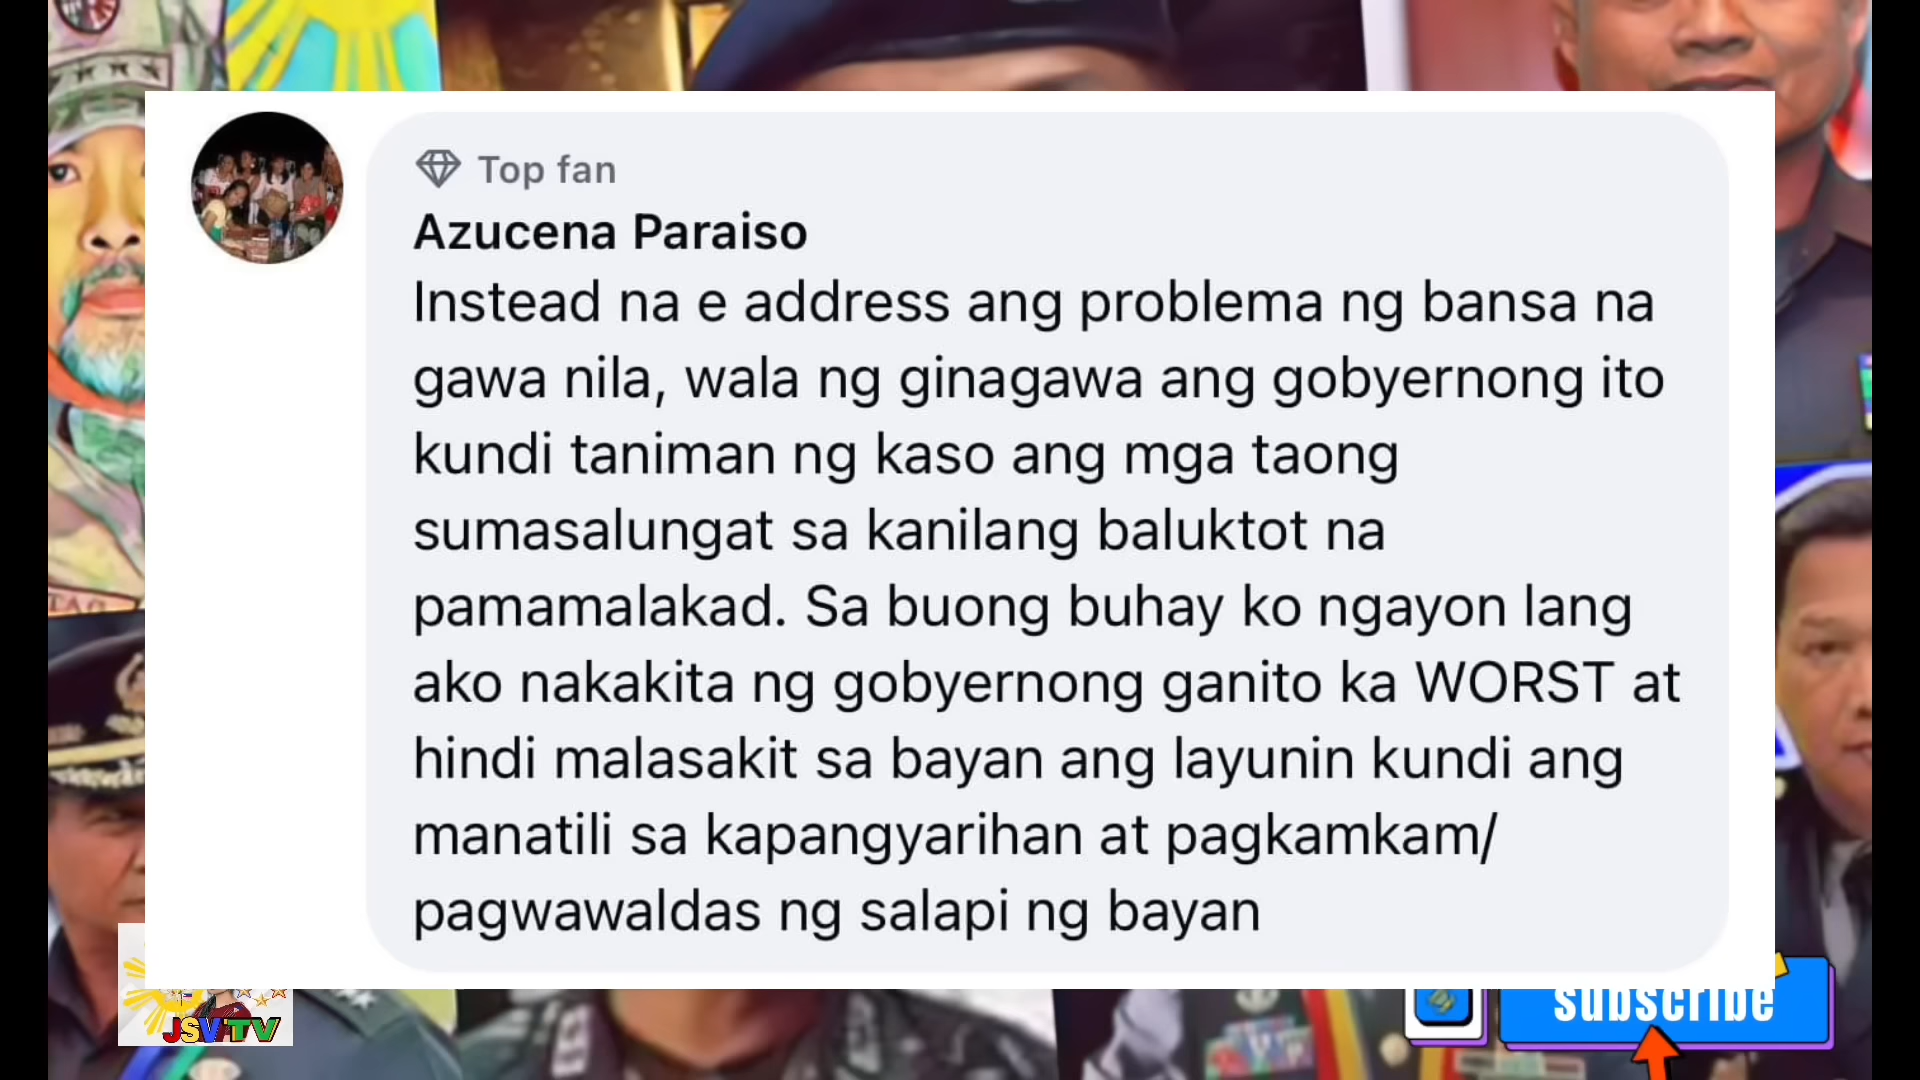 Top fan
Azucena Paraiso
Instead na e address ang problema ng bansa na
gawa nila, wala ng ginagawa ang gobyernong ito
kundi taniman ng kaso ang mga taong
sumasalungat sa kanilang baluktot na
pamamalakad. Sa buong buhay ko ngayon lang
ako nakakita ng gobyernong ganito ka WORST at
hindi malasakit sa bayan ang layunin kundi ang
manatili sa kapangyarihan at pagkamkam/
pagwawaldas ng salapi ng bayan
JSV TV
subscribe